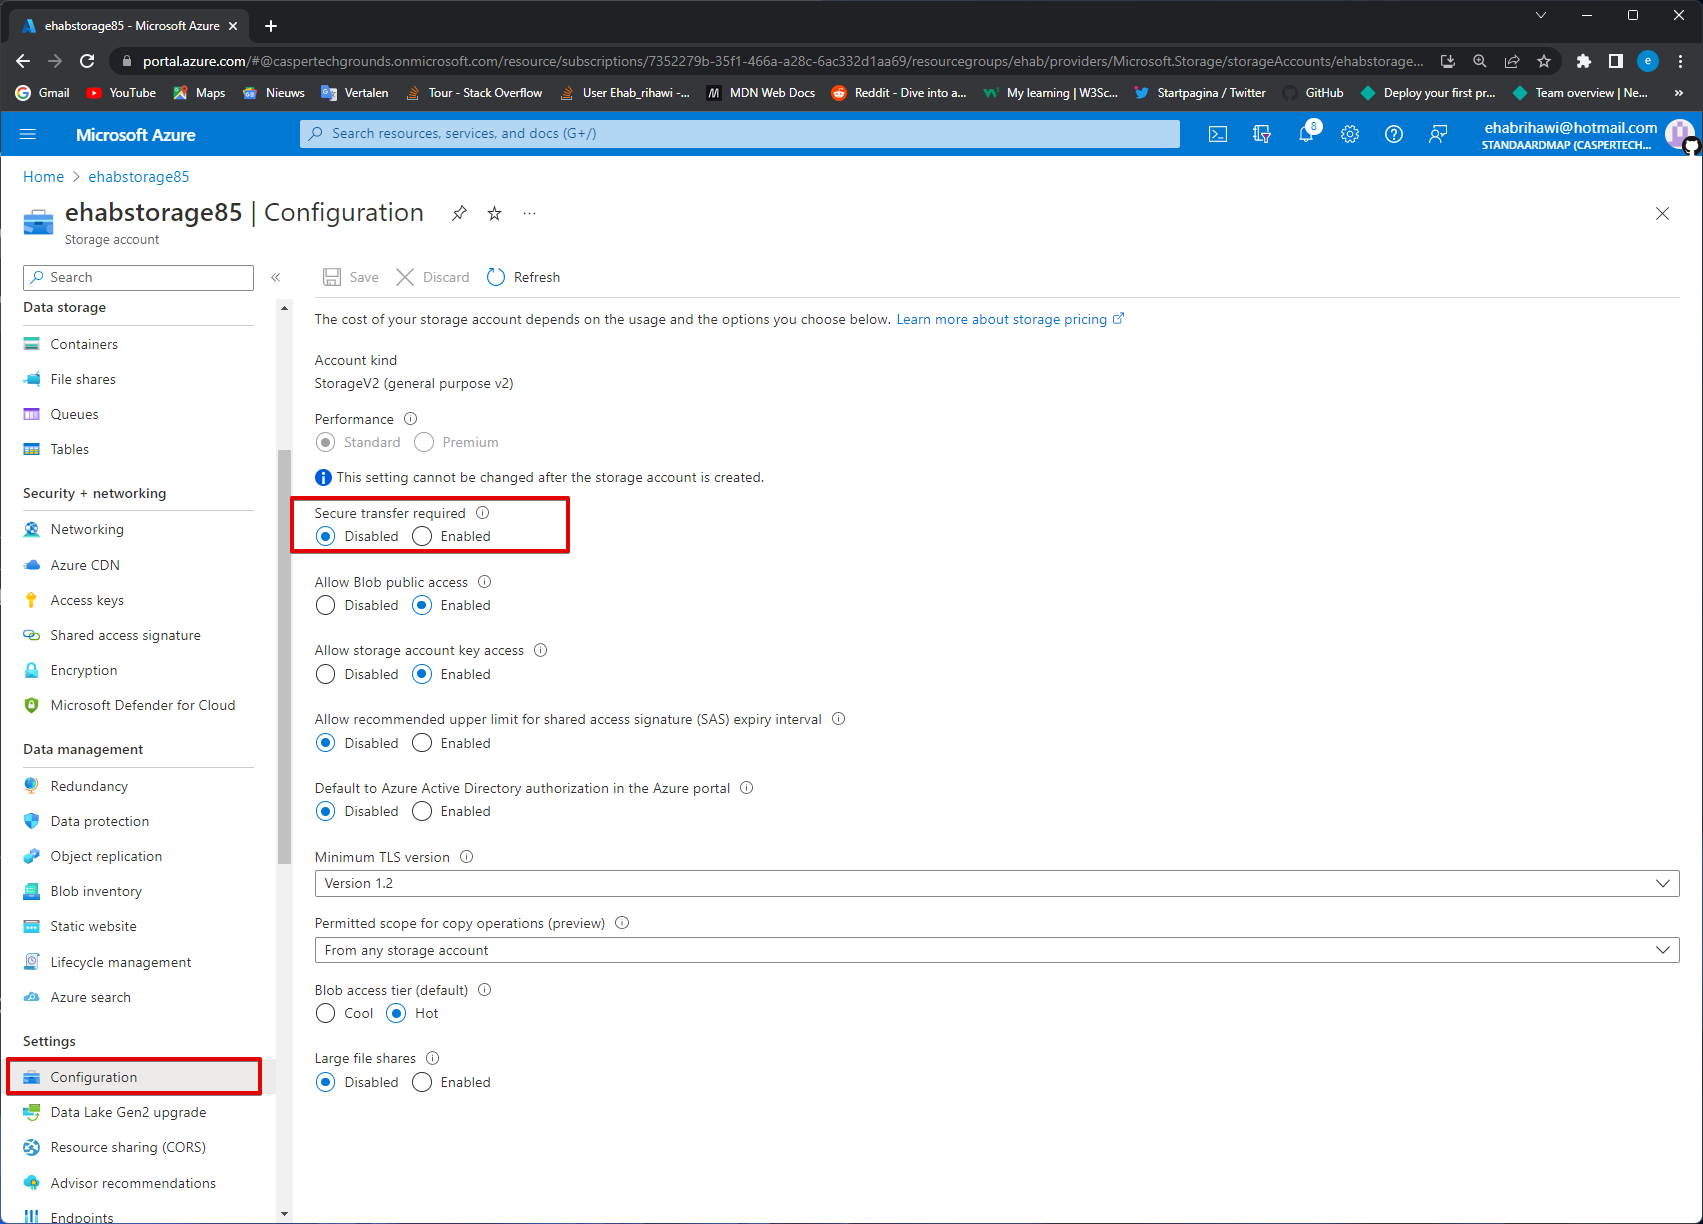 ehabstorage85 - Microsoft Azure
portal.azure.com/#@caspertechgrounds.onmicrosoft.com/resource/subscriptions/7352279b-35f1-466a-a28c-6ac332d1aa69/resourcegroups/ehab/providers/Microsoft.Storage/storageAccounts/ehabstorage...
Gmail YouTube Maps Nieuws Vertalen Tour - Stack Overflow User Ehab_rihawi -... MDN Web Docs Reddit - Dive into a... My learning | W3Sc... Startpagina / Twitter GitHub Deploy your first pr... Team overview | Ne... »
Microsoft Azure
Search resources, services, and docs (G+/)
8
ehabrihawi@hotmail.com
STANDAARDMAP (CASPERTECH...
Home > ehabstorage85
ehabstorage85 | Configuration
Storage account
Search
Data storage
Containers
File shares
Queues
Tables
Security + networking
Networking
Azure CDN
Access keys
Shared access signature
Encryption
Microsoft Defender for Cloud
Data management
Redundancy
Data protection
Object replication
Blob inventory
Static website
Lifecycle management
Azure search
Settings
Configuration
Data Lake Gen2 upgrade
Resource sharing (CORS)
Advisor recommendations
Endpoints
Save Discard Refresh
The cost of your storage account depends on the usage and the options you choose below. Learn more about storage pricing
Account kind
StorageV2 (general purpose v2)
Performance
Standard Premium
This setting cannot be changed after the storage account is created.
Secure transfer required
Disabled Enabled
Allow Blob public access
Disabled Enabled
Allow storage account key access
Disabled Enabled
Allow recommended upper limit for shared access signature (SAS) expiry interval
Disabled Enabled
Default to Azure Active Directory authorization in the Azure portal
Disabled Enabled
Minimum TLS version
Version 1.2
Permitted scope for copy operations (preview)
From any storage account
Blob access tier (default)
Cool Hot
Large file shares
Disabled Enabled